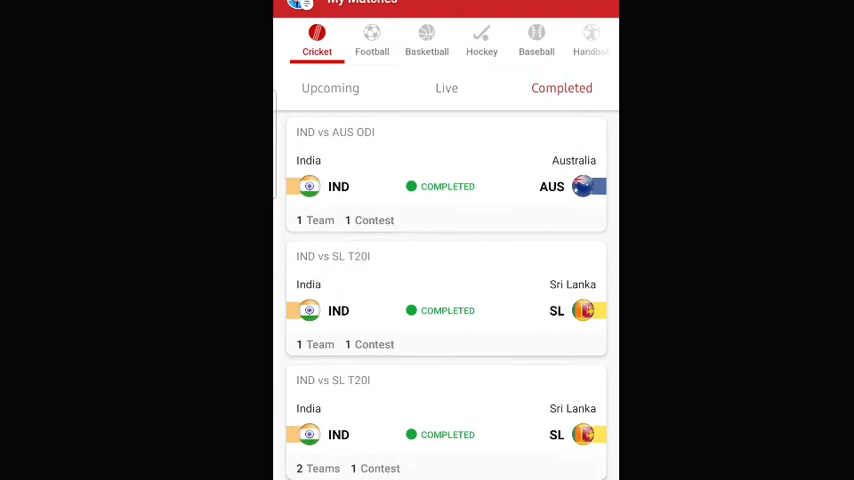 My Matches
Cricket Football Basketball Hockey Baseball Handball
Upcoming Live Completed
IND vs AUS ODI
India Australia
IND COMPLETED AUS
1 Team 1 Contest
IND vs SL T20I
India Sri Lanka
IND COMPLETED SL
1 Team 1 Contest
IND vs SL T20I
India Sri Lanka
IND COMPLETED SL
2 Teams 1 Contest